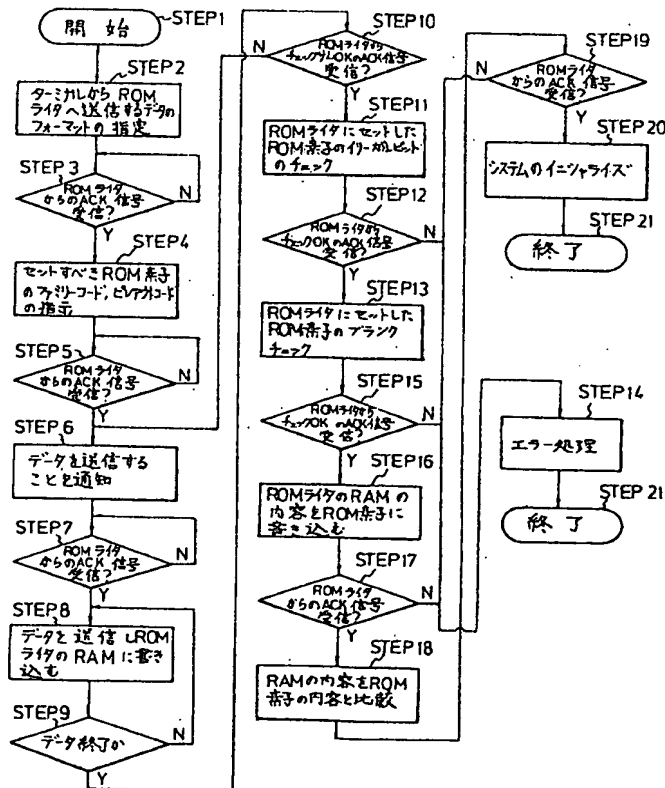 開始
STEP1
STEP2
ターミナルからROM
ライタへ送信するデータの
フォーマットの指定
STEP3
ROMライタ
からのACK信号
受信?
N
Y
STEP4
セットすべきROM素子
のファミリーコード,ピンアウトコード
の指示
STEP5
ROMライタ
からのACK信号
受信?
N
Y
STEP6
データを送信する
ことを通知
STEP7
ROMライタ
からのACK信号
受信?
N
Y
STEP8
データを送信しROM
ライタのRAMに書き
込む
STEP9
データ終了か
N
Y
STEP10
ROMライタから
チェックサムOKのACK信号
受信?
N
Y
STEP11
ROMライタにセットした
ROM素子のイリーガルビット
のチェック
STEP12
ROMライタから
チェックOKのACK信号
受信?
N
Y
STEP13
ROMライタにセットした
ROM素子のブランク
チェック
STEP15
ROMライタから
チェックOKのACK信号
受信?
N
Y
STEP16
ROMライタのRAMの
内容をROM素子に
書き込む
STEP17
ROMライタ
からのACK信号
受信?
N
Y
STEP18
RAMの内容をROM
素子の内容と比較
STEP19
ROMライタ
からのACK信号
受信?
N
Y
STEP20
システムのイニシャライズ
STEP21
終了
STEP14
エラー処理
STEP21
終了